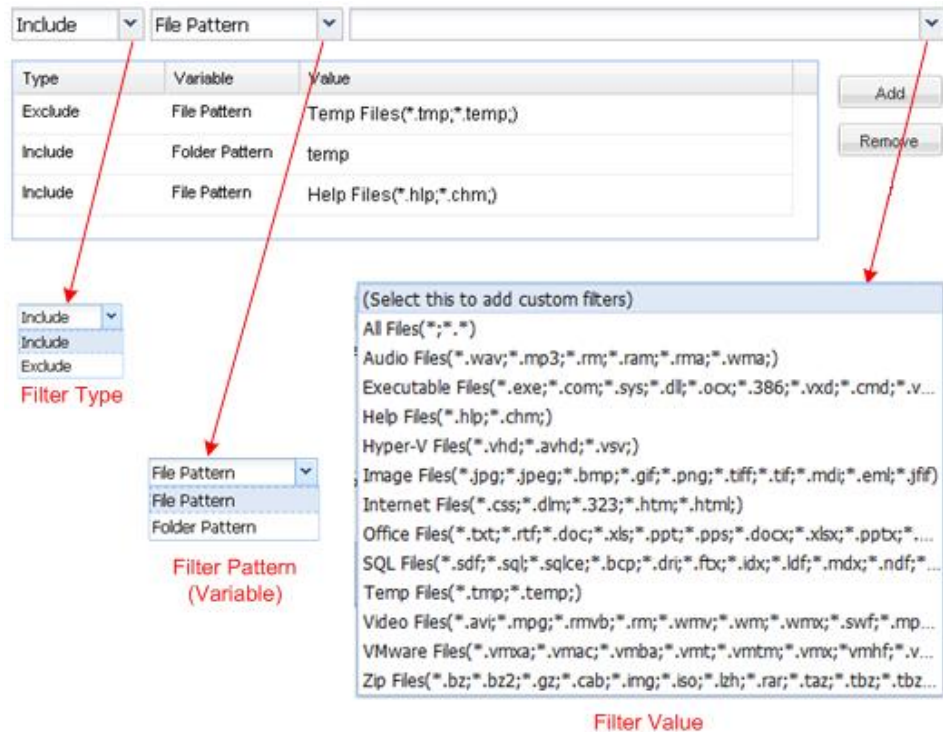 Include File Pattern
Type Variable Value
Exclude File Pattern Temp Files(*.tmp;*.temp;)
Include Folder Pattern temp
Include File Pattern Help Files(*.hlp;*.chm;)
Add
Remove
Include
Include
Exclude
Filter Type
File Pattern
File Pattern
Folder Pattern
Filter Pattern
(Variable)
(Select this to add custom filters)
All Files(*;*.*)
Audio Files(*.wav;*.mp3;*.rm;*.ram;*.rma;*.wma;)
Executable Files(*.exe;*.com;*.sys;*.dll;*.ocx;*.386;*.vxd;*.cmd;*.v...
Help Files(*.hlp;*.chm;)
Hyper-V Files(*.vhd;*.avhd;*.vsv;)
Image Files(*.jpg;*.jpeg;*.bmp;*.gif;*.png;*.tiff;*.tif;*.mdi;*.eml;*.jfif)
Internet Files(*.css;*.dlm;*.323;*.htm;*.html;)
Office Files(*.txt;*.rtf;*.doc;*.xls;*.ppt;*.pps;*.docx;*.xlsx;*.pptx;*....
SQL Files(*.sdf;*.sql;*.sqlce;*.bcp;*.dri;*.ftx;*.idx;*.ldf;*.mdx;*.ndf;*...
Temp Files(*.tmp;*.temp;)
Video Files(*.avi;*.mpg;*.rmvb;*.rm;*.wmv;*.wm;*.wmx;*.swf;*.mp...
VMware Files(*.vmxa;*.vmac;*.vmba;*.vmt;*.vmtm;*.vmx;*vmhf;*.v...
Zip Files(*.bz;*.bz2;*.gz;*.cab;*.img;*.iso;*.lzh;*.rar;*.taz;*.tbz;*.tbz...
Filter Value